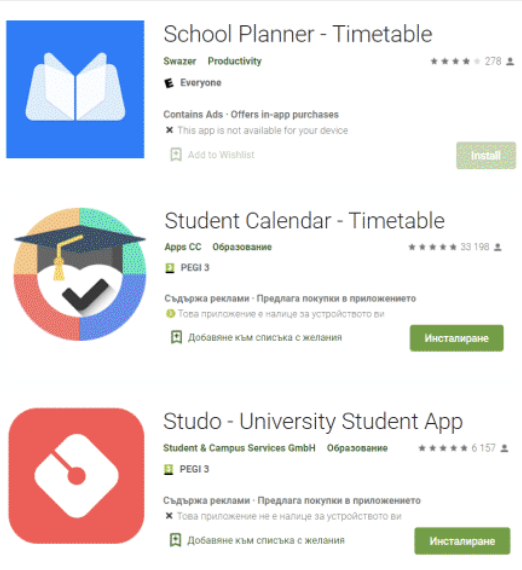 School Planner - Timetable
Swazer Productivity 278
Everyone
Contains Ads · Offers in-app purchases
This app is not available for your device
Add to Wishlist Install
Student Calendar - Timetable
Apps CC Образование 33 198
PEGI 3
Съдържа реклами · Предлага покупки в приложението
Това приложение е налице за устройството ви
Добавяне към списъка с желания Инсталиране
Studo - University Student App
Student & Campus Services GmbH Образование 6 157
PEGI 3
Съдържа реклами · Предлага покупки в приложението
Това приложение не е налице за устройството ви
Добавяне към списъка с желания Инсталиране